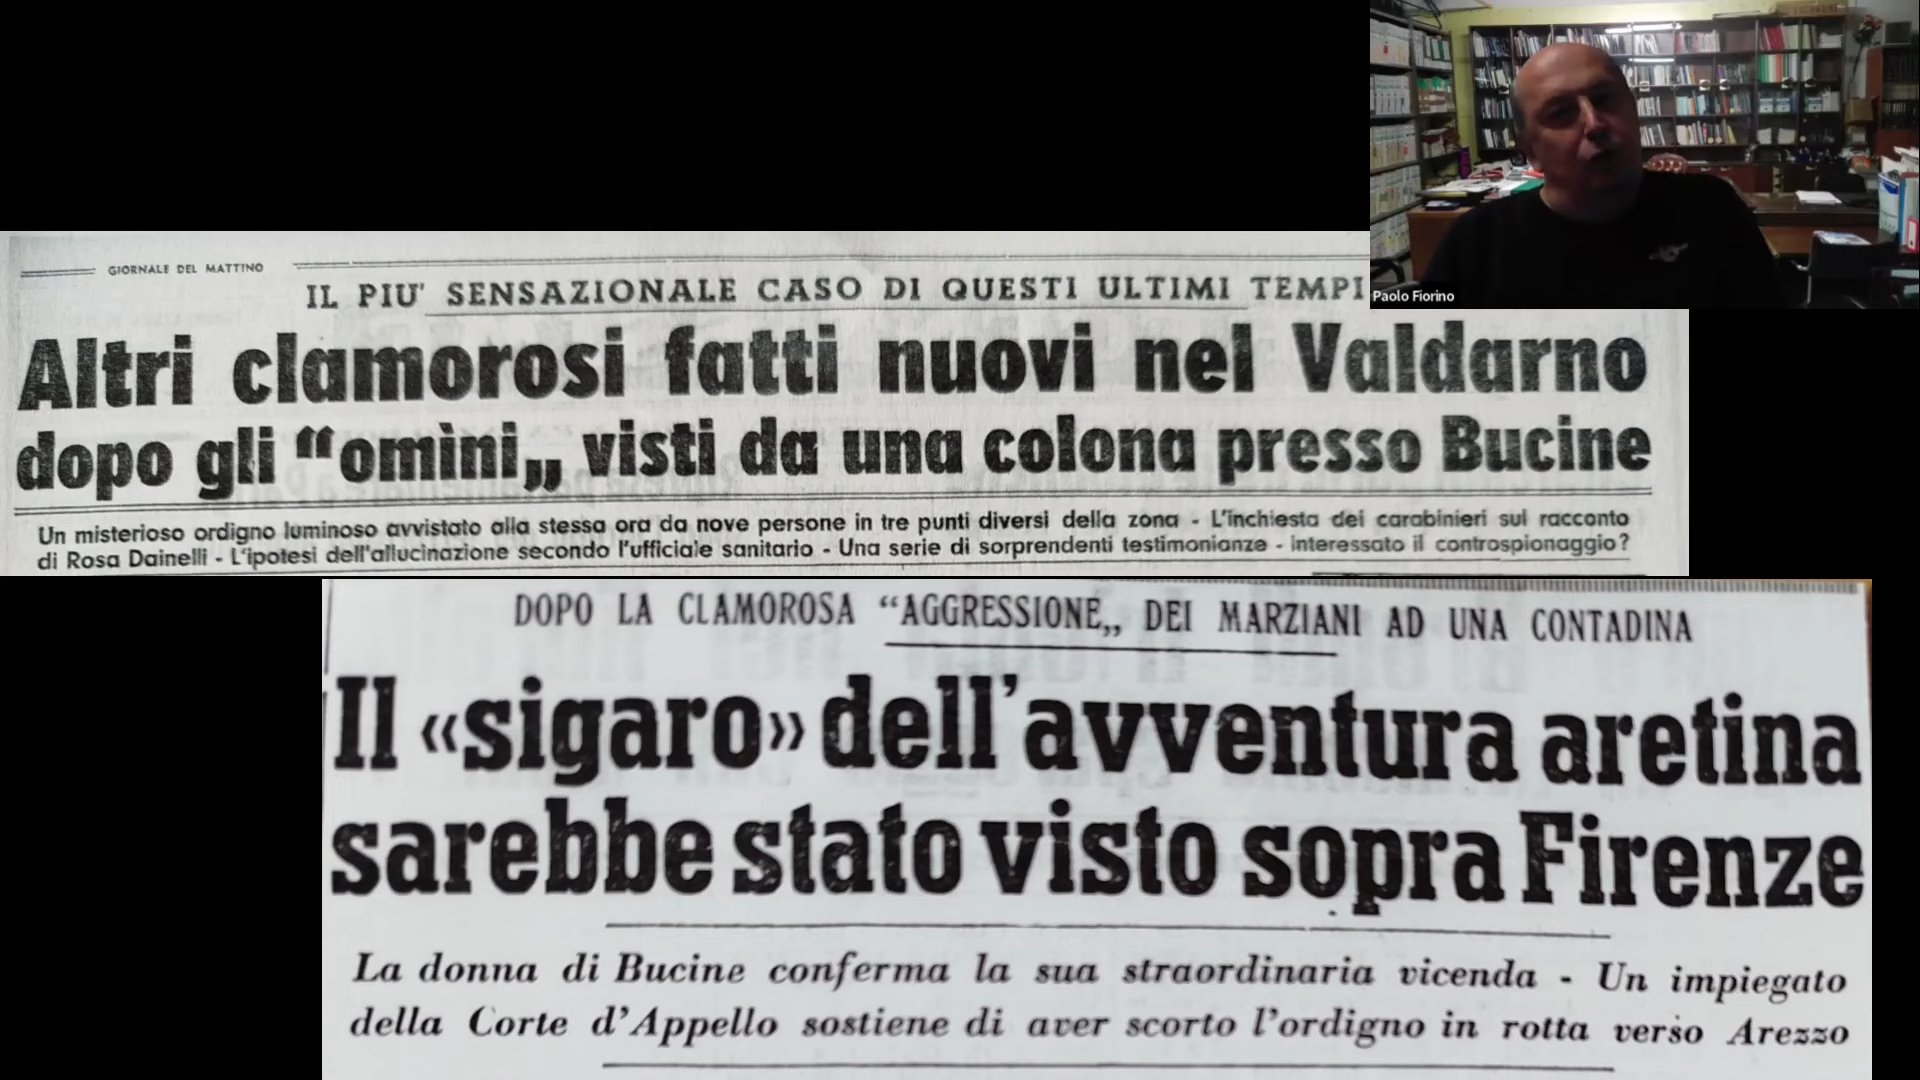 Paolo Fiorino
GIORNALE DEL MATTINO
IL PIU' SENSAZIONALE CASO DI QUESTI ULTIMI TEMPI
Altri clamorosi fatti nuovi nel Valdarno
dopo gli “omìni„ visti da una colona presso Bucine
Un misterioso ordigno luminoso avvistato alla stessa ora da nove persone in tre punti diversi della zona - L'inchiesta dei carabinieri sul racconto
di Rosa Dainelli - L'ipotesi dell'allucinazione secondo l'ufficiale sanitario - Una serie di sorprendenti testimonianze - Interessato il controspionaggio?
DOPO LA CLAMOROSA “AGGRESSIONE„ DEI MARZIANI AD UNA CONTADINA
Il «sigaro» dell'avventura aretina
sarebbe stato visto sopra Firenze
La donna di Bucine conferma la sua straordinaria vicenda - Un impiegato
della Corte d'Appello sostiene di aver scorto l'ordigno in rotta verso Arezzo